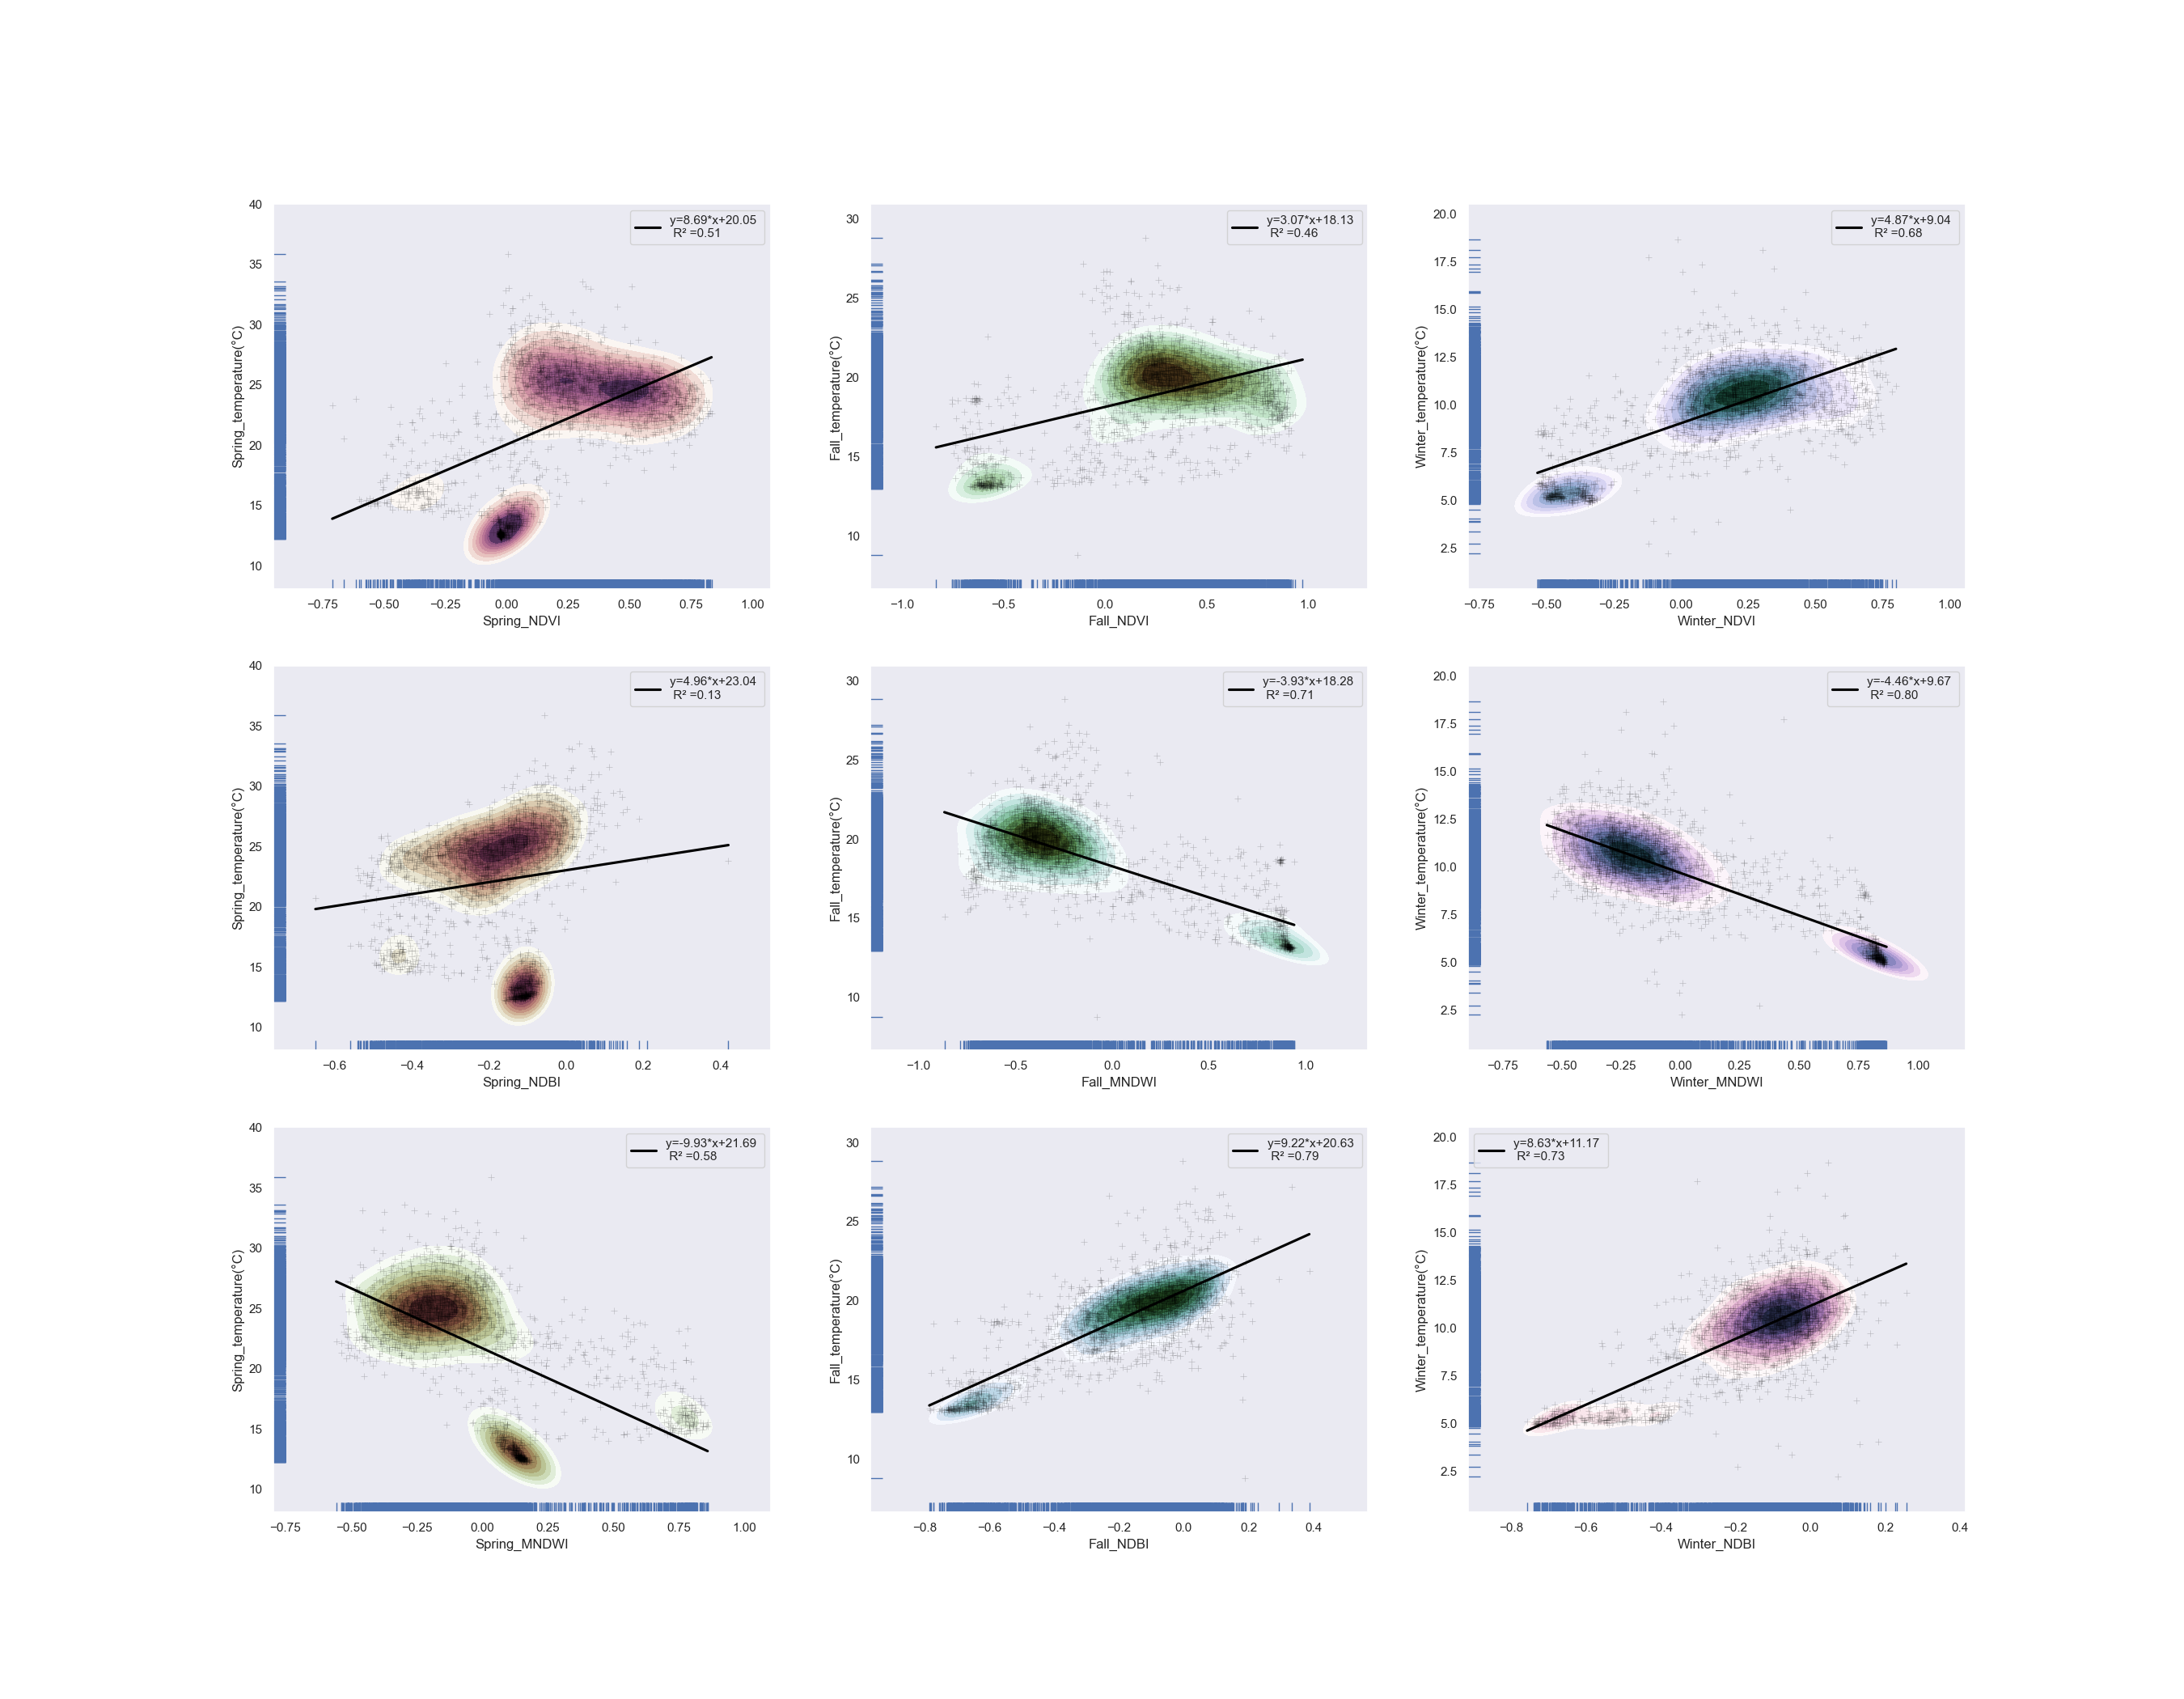 y=8.69*x+20.05
R² =0.51
40
35
30
25
20
15
10
Spring_temperature(°C)
−0.75 −0.50 −0.25 0.00 0.25 0.50 0.75 1.00
Spring_NDVI
y=3.07*x+18.13
R² =0.46
30
25
20
15
10
Fall_temperature(°C)
−1.0 −0.5 0.0 0.5 1.0
Fall_NDVI
y=4.87*x+9.04
R² =0.68
20.0
17.5
15.0
12.5
10.0
7.5
5.0
2.5
Winter_temperature(°C)
−0.75 −0.50 −0.25 0.00 0.25 0.50 0.75 1.00
Winter_NDVI
y=4.96*x+23.04
R² =0.13
40
35
30
25
20
15
10
Spring_temperature(°C)
−0.6 −0.4 −0.2 0.0 0.2 0.4
Spring_NDBI
y=-3.93*x+18.28
R² =0.71
30
25
20
15
10
Fall_temperature(°C)
−1.0 −0.5 0.0 0.5 1.0
Fall_MNDWI
y=-4.46*x+9.67
R² =0.80
20.0
17.5
15.0
12.5
10.0
7.5
5.0
2.5
Winter_temperature(°C)
−0.75 −0.50 −0.25 0.00 0.25 0.50 0.75 1.00
Winter_MNDWI
y=-9.93*x+21.69
R² =0.58
40
35
30
25
20
15
10
Spring_temperature(°C)
−0.75 −0.50 −0.25 0.00 0.25 0.50 0.75 1.00
Spring_MNDWI
y=9.22*x+20.63
R² =0.79
30
25
20
15
10
Fall_temperature(°C)
−0.8 −0.6 −0.4 −0.2 0.0 0.2 0.4
Fall_NDBI
y=8.63*x+11.17
R² =0.73
20.0
17.5
15.0
12.5
10.0
7.5
5.0
2.5
Winter_temperature(°C)
−0.8 −0.6 −0.4 −0.2 0.0 0.2 0.4
Winter_NDBI